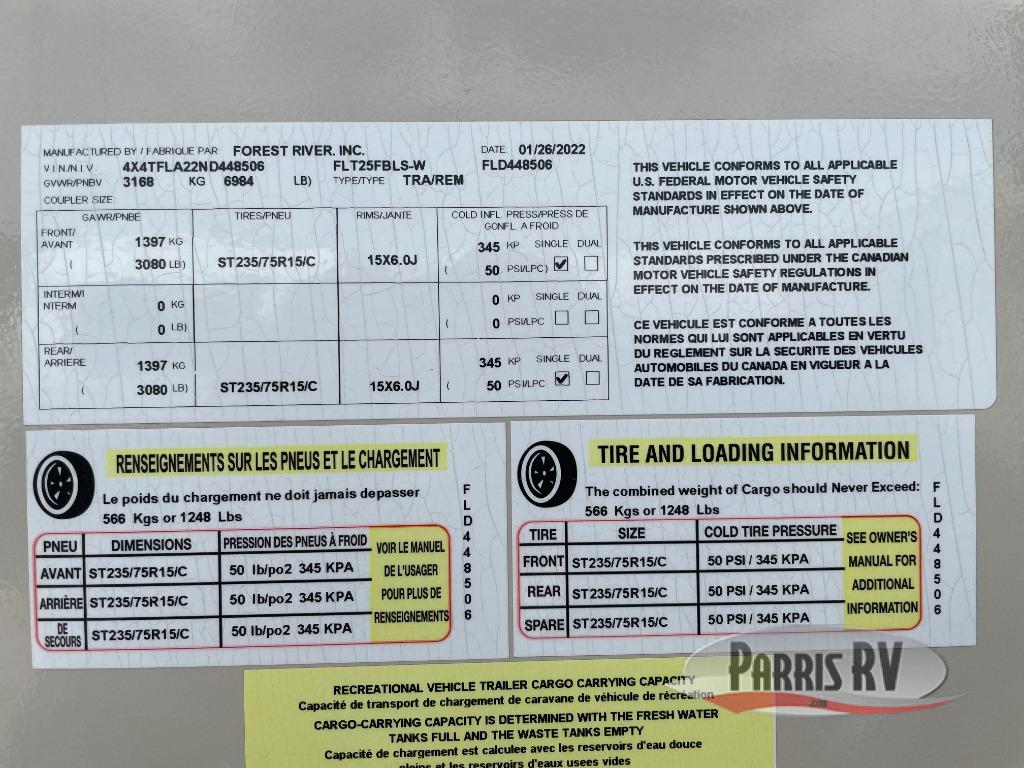 MANUFACTURED BY / FABRIQUE PAR FOREST RIVER, INC. DATE 01/26/2022
V I N /N I V 4X4TFLA22ND448506 FLT25FBLS-W FLD448506
GVWR/PNBV 3168 KG 6984 LB) TYPE/TYPE TRA/REM
COUPLER SIZE:
GAWR/PNBE TIRES/PNEU RIMS/JANTE COLD INFL PRESS/PRESS DE
GONFL. A FROID
FRONT/
AVANT 1397 KG 345 KP SINGLE DUAL
( 3080 LB) ST235/75R15/C 15X6.0J ( 50 PSI/LPC)
INTERM/I
NTERM 0 KG 0 KP SINGLE DUAL
( 0 LB) ( 0 PSI/LPC
REAR/
ARRIERE 1397 KG 345 KP SINGLE DUAL
( 3080 LB) ST235/75R15/C 15X6.0J ( 50 PSI/LPC
THIS VEHICLE CONFORMS TO ALL APPLICABLE
U.S. FEDERAL MOTOR VEHICLE SAFETY
STANDARDS IN EFFECT ON THE DATE OF
MANUFACTURE SHOWN ABOVE.
THIS VEHICLE CONFORMS TO ALL APPLICABLE
STANDARDS PRESCRIBED UNDER THE CANADIAN
MOTOR VEHICLE SAFETY REGULATIONS IN
EFFECT ON THE DATE OF MANUFACTURE.
CE VEHICULE EST CONFORME A TOUTES LES
NORMES QUI LUI SONT APPLICABLES EN VERTU
DU REGLEMENT SUR LA SECURITE DES VEHICULES
AUTOMOBILES DU CANADA EN VIGUEUR A LA
DATE DE SA FABRICATION.
RENSEIGNEMENTS SUR LES PNEUS ET LE CHARGEMENT
Le poids du chargement ne doit jamais depasser
566 Kgs or 1248 Lbs
PNEU DIMENSIONS PRESSION DES PNEUS À FROID
AVANT ST235/75R15/C 50 lb/po2 345 KPA
ARRIÈRE ST235/75R15/C 50 lb/po2 345 KPA
DE
SECOURS ST235/75R15/C 50 lb/po2 345 KPA
VOIR LE MANUEL
DE L'USAGER
POUR PLUS DE
RENSEIGNEMENTS
FLD448506
TIRE AND LOADING INFORMATION
The combined weight of Cargo should Never Exceed:
566 Kgs or 1248 Lbs
TIRE SIZE COLD TIRE PRESSURE
FRONT ST235/75R15/C 50 PSI / 345 KPA
REAR ST235/75R15/C 50 PSI / 345 KPA
SPARE ST235/75R15/C 50 PSI / 345 KPA
SEE OWNER'S
MANUAL FOR
ADDITIONAL
INFORMATION
FLD448506
RECREATIONAL VEHICLE TRAILER CARGO CARRYING CAPACITY
Capacité de transport de chargement de caravane de véhicule de récréation
CARGO-CARRYING CAPACITY IS DETERMINED WITH THE FRESH WATER
TANKS FULL AND THE WASTE TANKS EMPTY
Capacité de chargement est calculee avec les reservoirs d'eau douce
pleins et les reservoirs d'eaux usees vides
PARRIS RV
.com